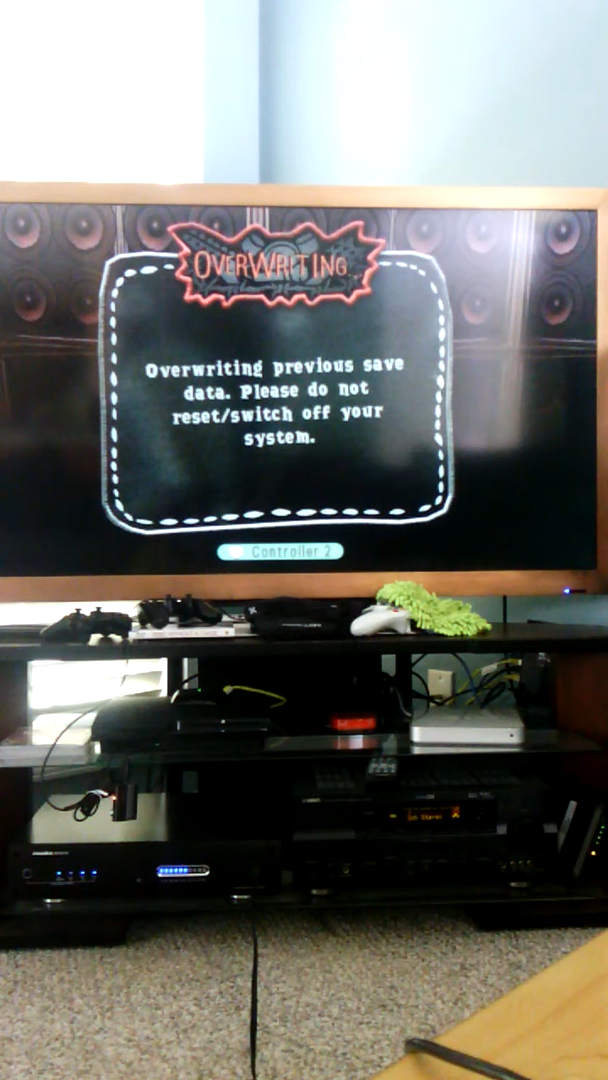 OVERWRITING...
Overwriting previous save
data. Please do not
reset/switch off your
system.
Controller 2